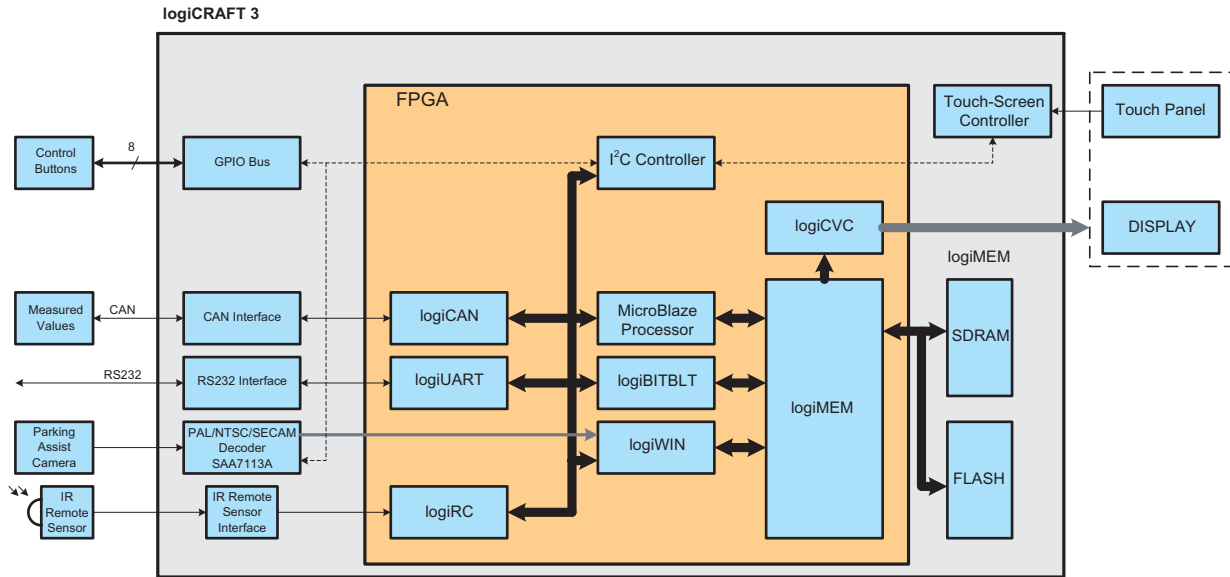 logiCRAFT 3
FPGA
Touch-Screen
Controller
Touch Panel
Control
Buttons
8
GPIO Bus
I²C Controller
logiCVC
DISPLAY
logiMEM
Measured
Values
CAN
CAN Interface
logiCAN
MicroBlaze
Processor
SDRAM
RS232
RS232 Interface
logiUART
logiBITBLT
logiMEM
Parking
Assist
Camera
PAL/NTSC/SECAM
Decoder
SAA7113A
logiWIN
FLASH
IR
Remote
Sensor
IR Remote
Sensor
Interface
logiRC